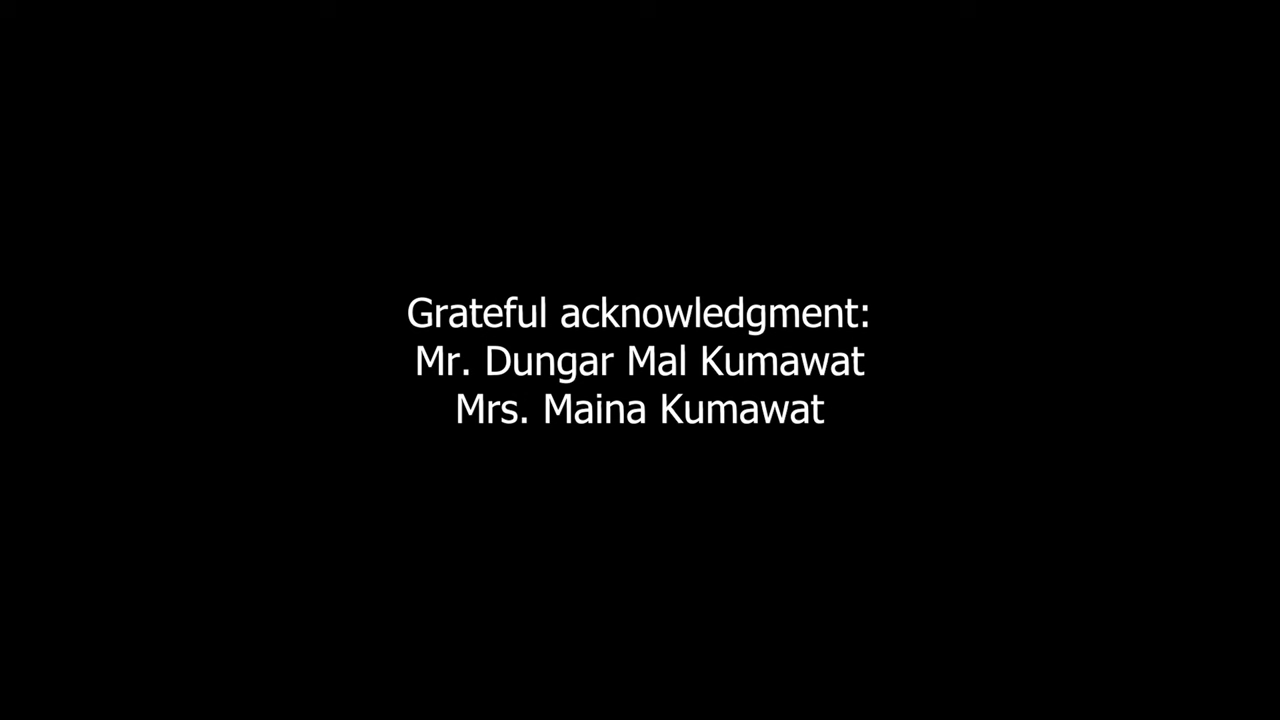 Grateful acknowledgment:
Mr. Dungar Mal Kumawat
Mrs. Maina Kumawat